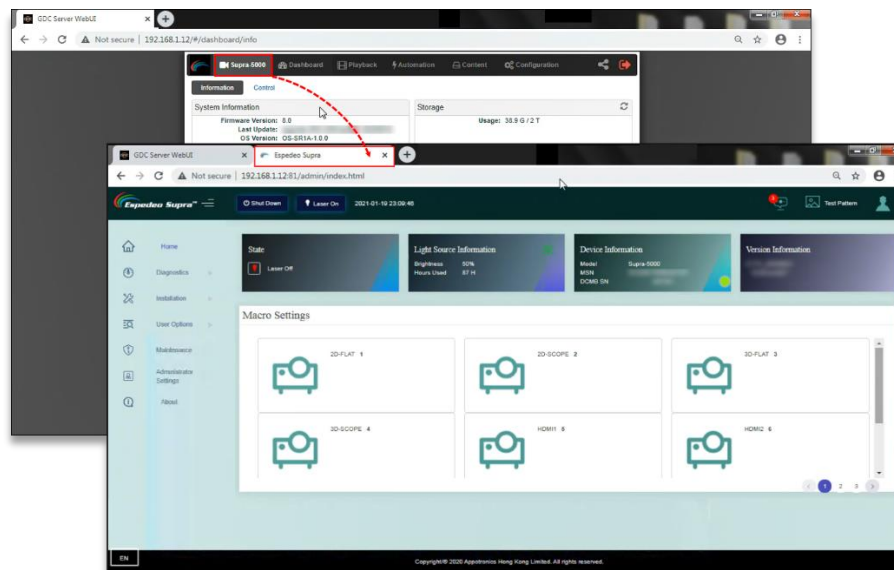 GDC Server WebUI
Not secure | 192.168.1.12/#/dashboard/info
Supra-5000 Dashboard Playback Automation Content Configuration
Information Control
System Information
Firmware Version: 8.0
Last Update:
OS Version: OS-SR1A-1.0.0
Storage
Usage: 38.9 G / 2 T
GDC Server WebUI Espedeo Supra
Not secure | 192.168.1.12:81/admin/index.html
Espedeo Supra™ Shut Down Laser On 2021-01-19 23:09:46 Test Pattern
Home
Diagnostics
Installation
User Options
Maintenance
Administrator
Settings
About
State
Laser Off
Light Source Information
Brightness 50%
Hours Used 87 H
Device Information
Model Supra-5000
MSN
DCMB SN
Version Information
Macro Settings
2D-FLAT 1
2D-SCOPE 2
3D-FLAT 3
3D-SCOPE 4
HDMI1 5
HDMI2 6
1 2 3
EN
Copyright© 2020 Appotronics Hong Kong Limited. All rights reserved.